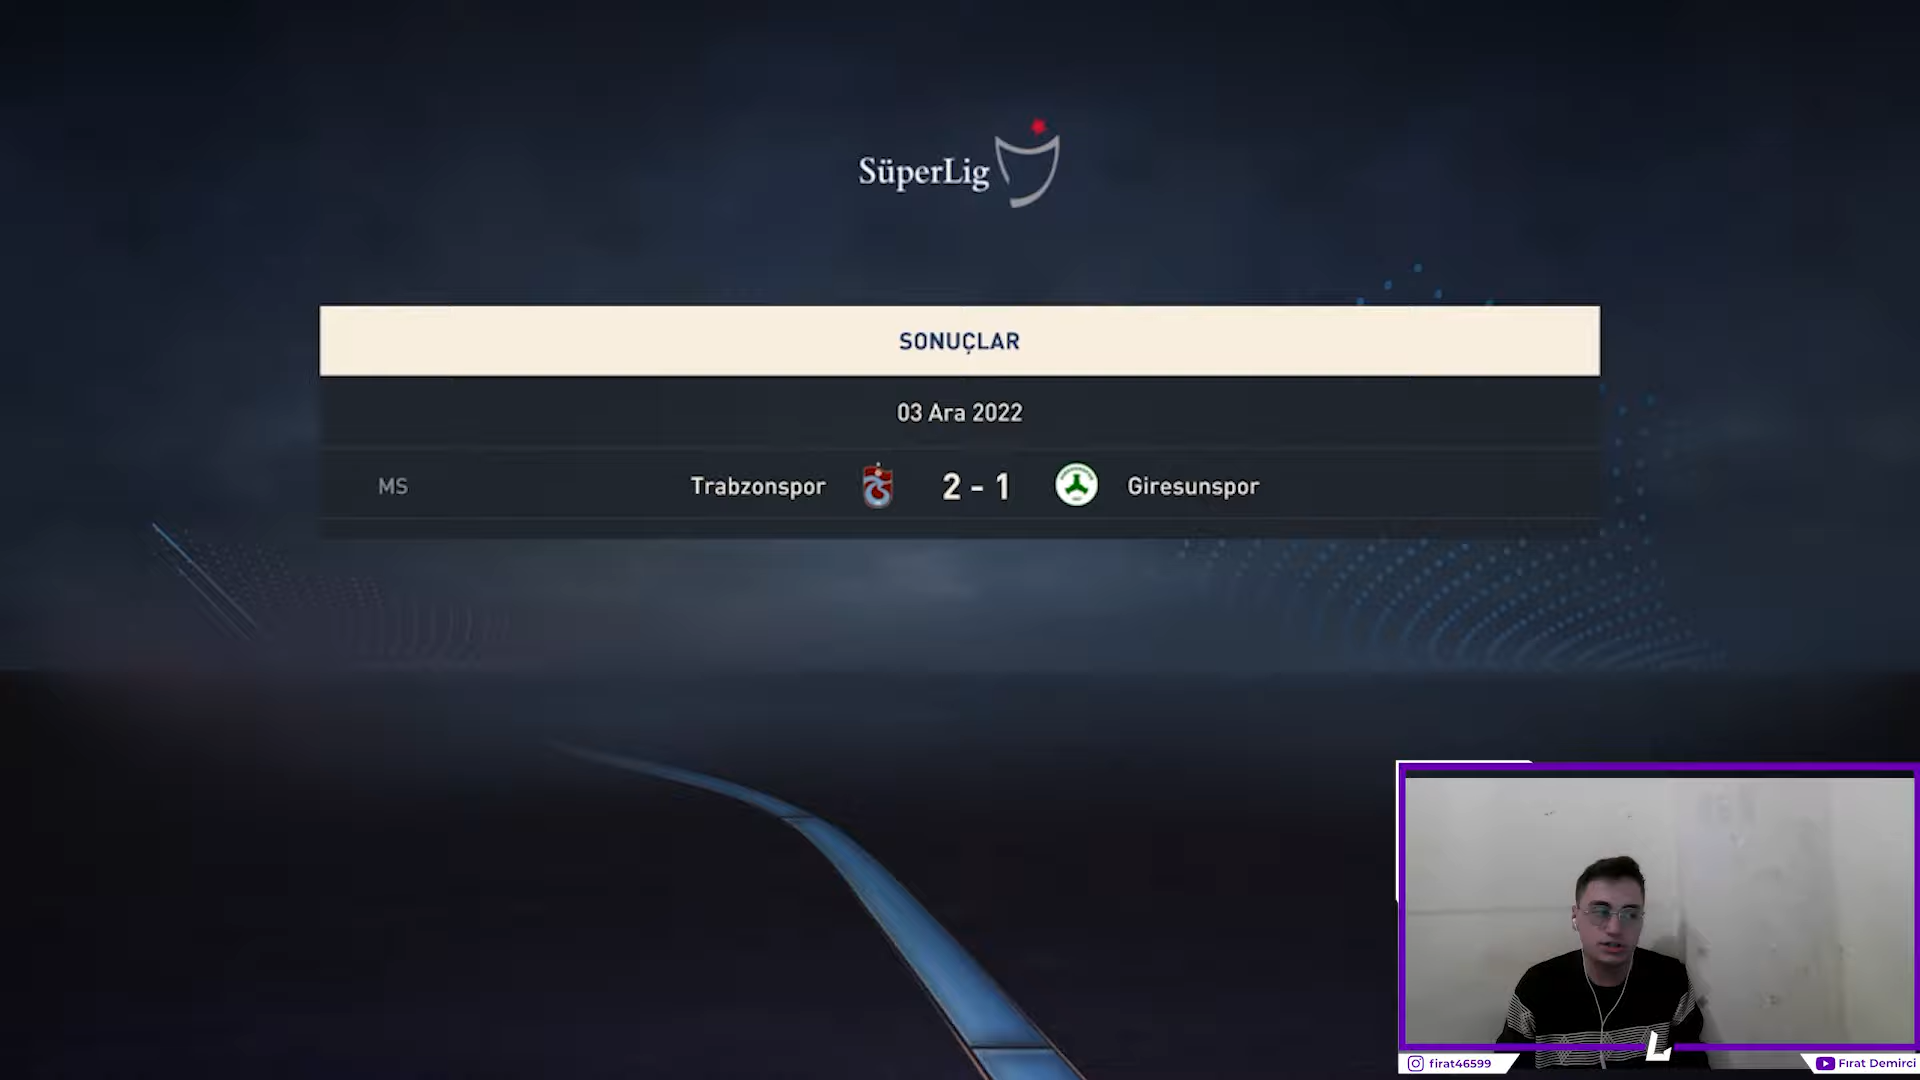 SüperLig
SONUÇLAR
03 Ara 2022
MS Trabzonspor 2 - 1 Giresunspor
firat46599
Fırat Demirci